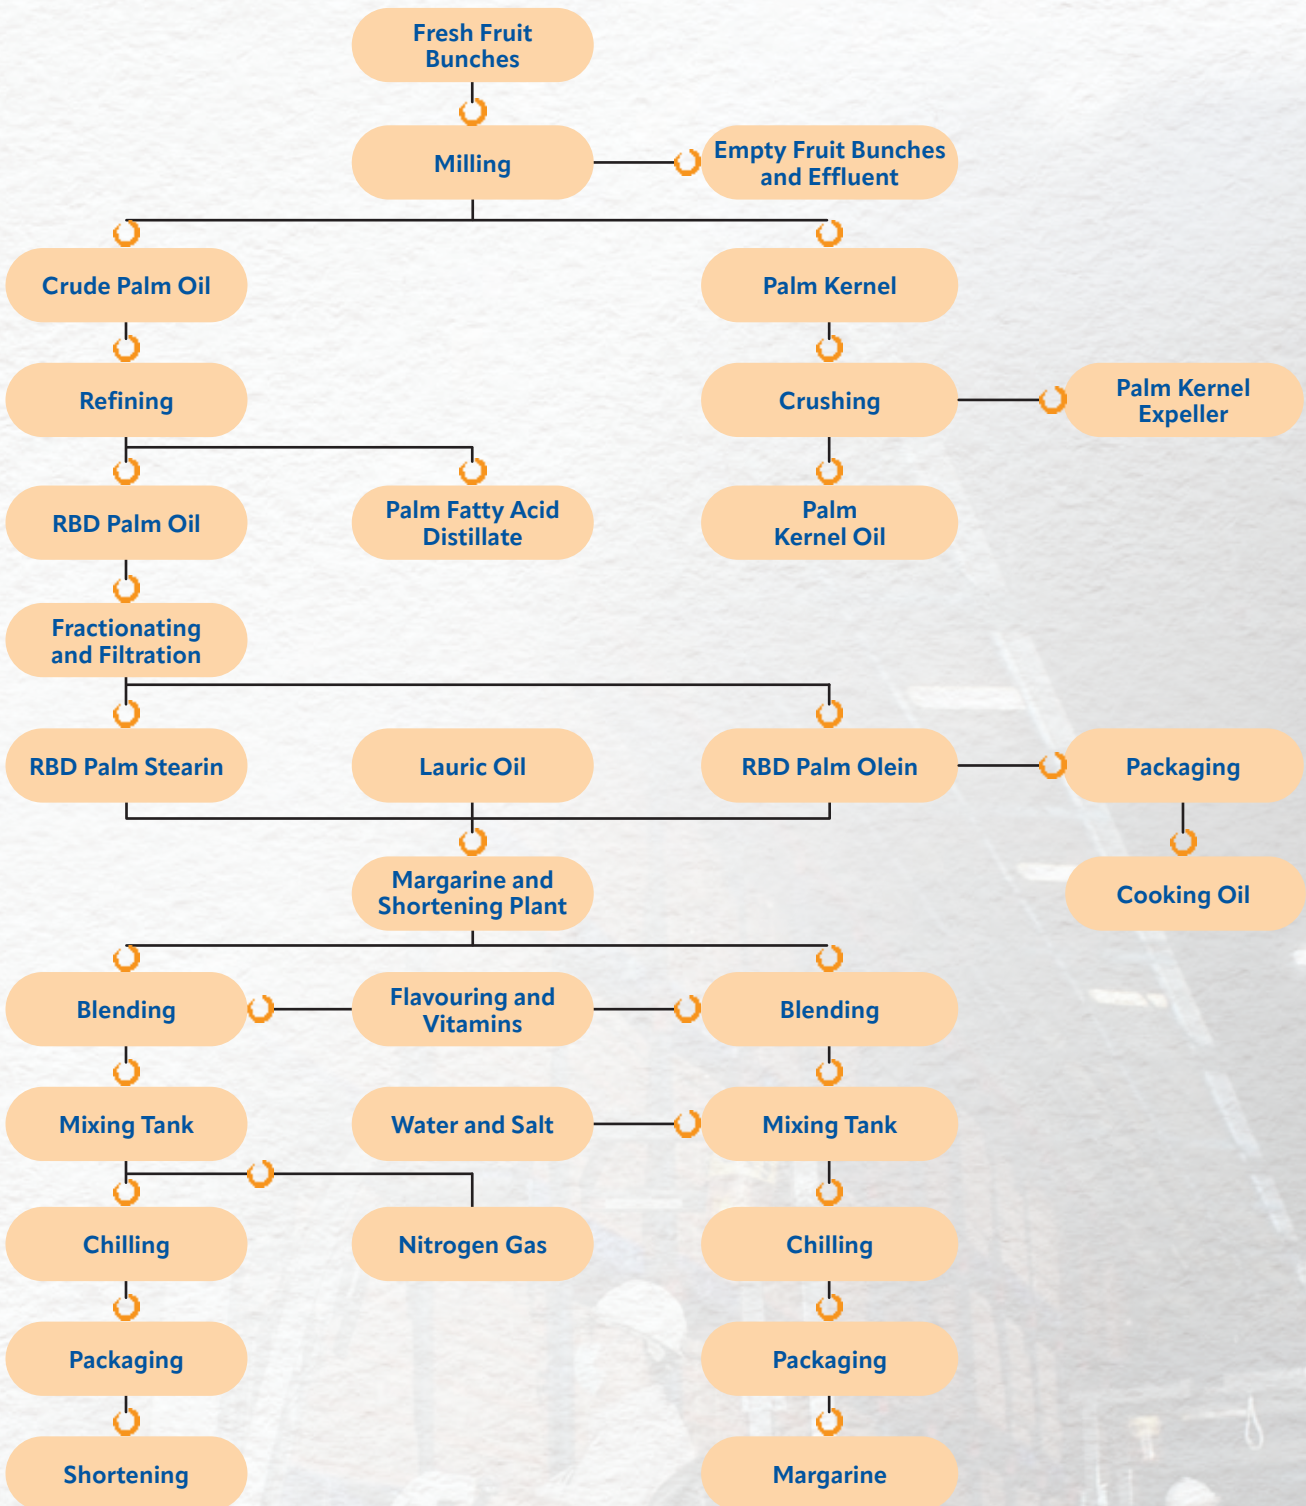 Fresh Fruit
Bunches
Milling
Empty Fruit Bunches
and Effluent
Crude Palm Oil
Palm Kernel
Refining
Crushing
Palm Kernel
Expeller
RBD Palm Oil
Palm Fatty Acid
Distillate
Palm
Kernel Oil
Fractionating
and Filtration
RBD Palm Stearin
Lauric Oil
RBD Palm Olein
Packaging
Margarine and
Shortening Plant
Cooking Oil
Blending
Flavouring and
Vitamins
Blending
Mixing Tank
Water and Salt
Mixing Tank
Chilling
Nitrogen Gas
Chilling
Packaging
Packaging
Shortening
Margarine